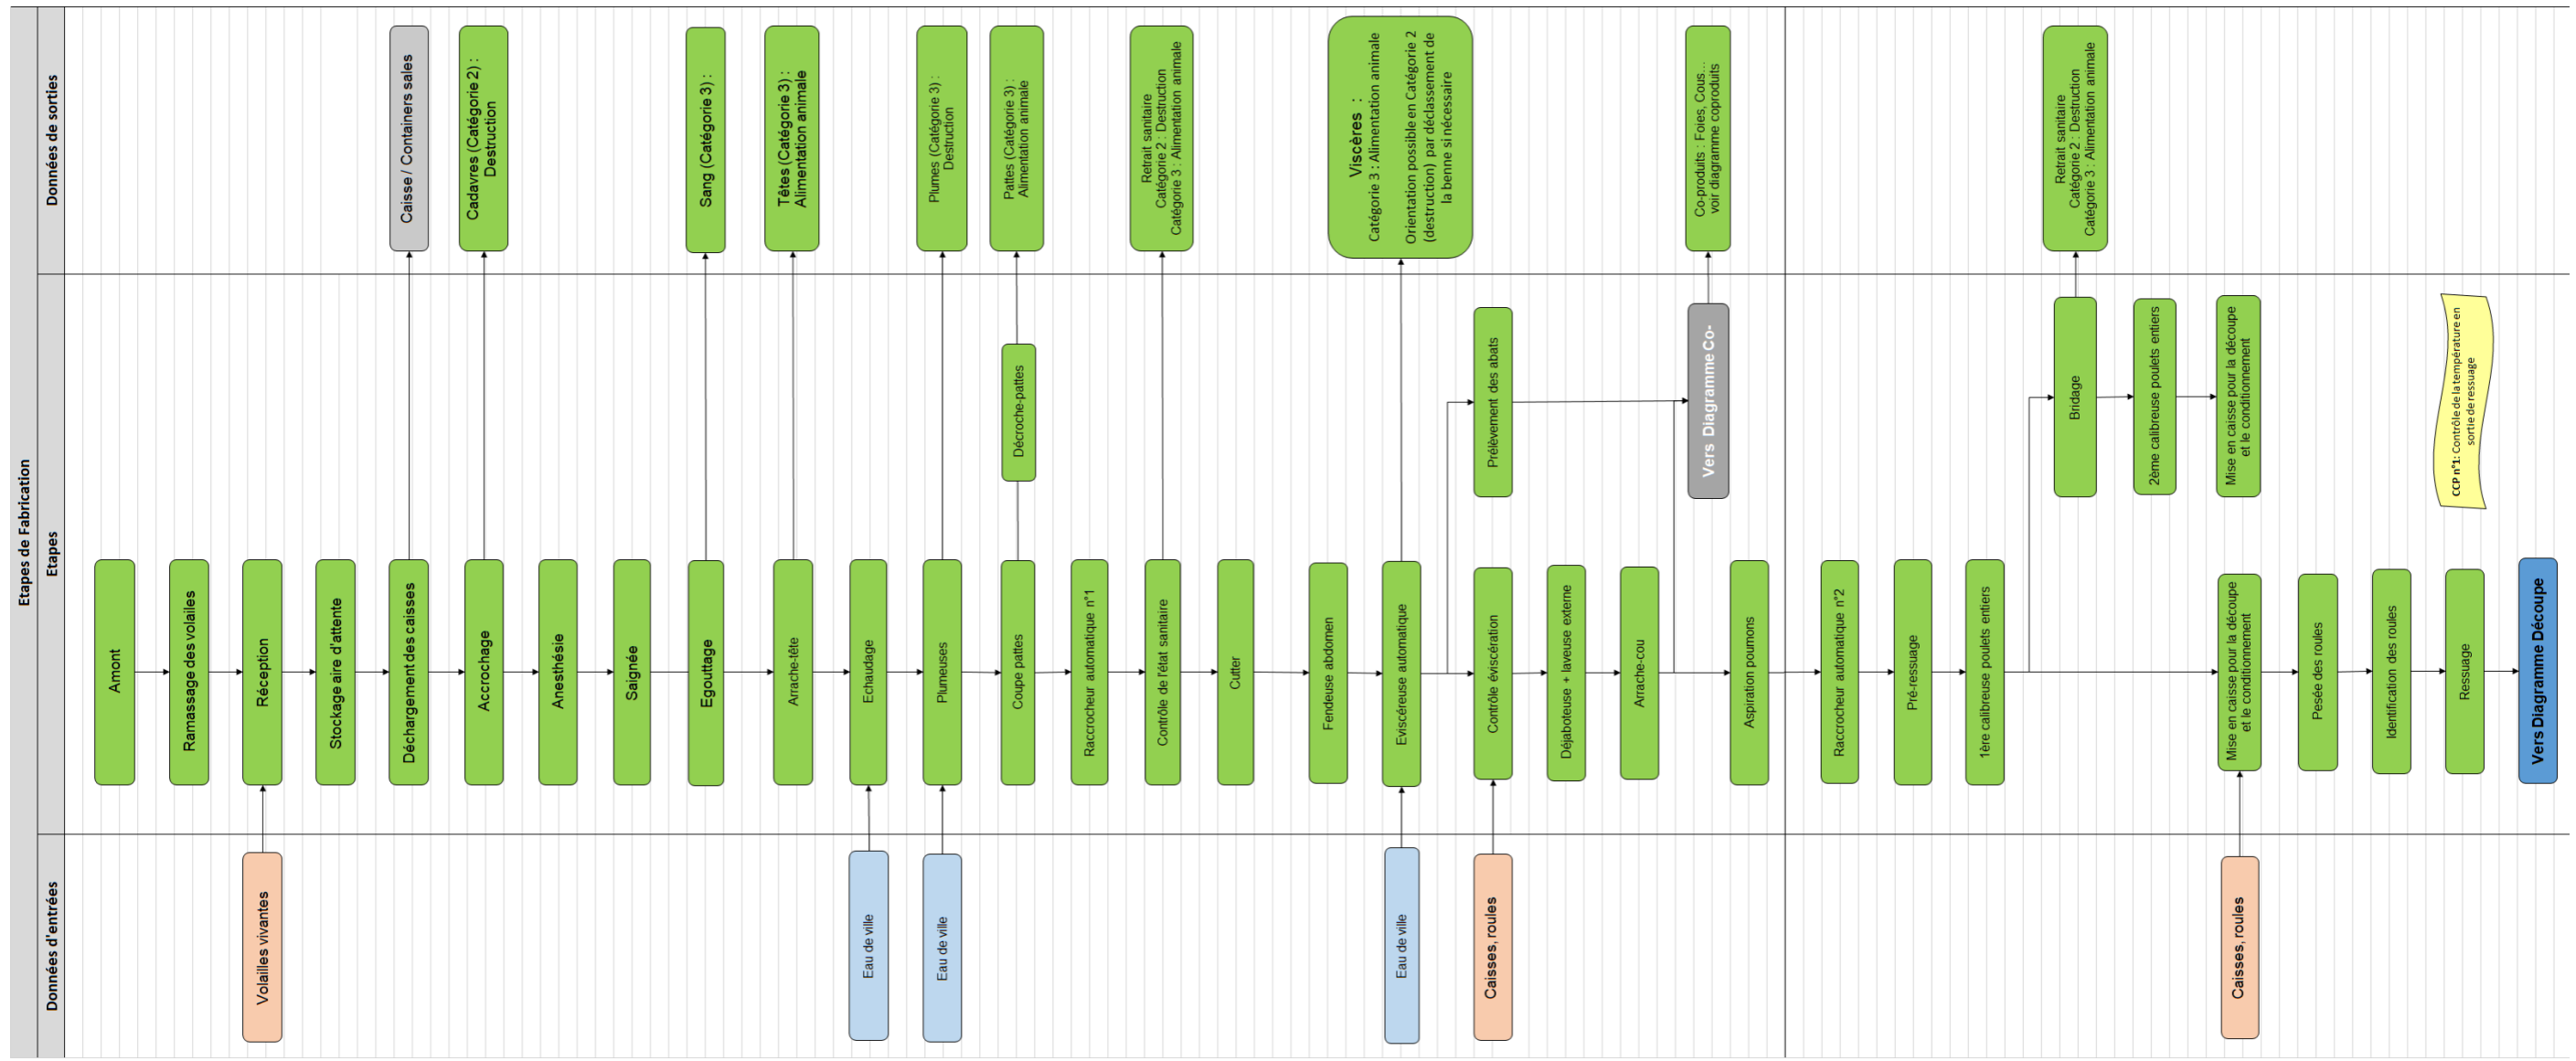 Etapes de Fabrication
Données d'entrées
Etapes
Données de sorties
Amont
Ramassage des volailes
Volailles vivantes
Réception
Stockage aire d'attente
Déchargement des caisses
Caisse / Containers sales
Accrochage
Cadavres (Catégorie 2) :
Destruction
Anesthésie
Saignée
Egouttage
Sang (Catégorie 3) :
Arrache-tête
Têtes (Catégorie 3) :
Alimentation animale
Eau de ville
Echaudage
Eau de ville
Plumeuses
Plumes (Catégorie 3) :
Destruction
Coupe pattes
Décroche-pattes
Pattes (Catégorie 3) :
Alimentation animale
Raccrocheur automatique n°1
Contrôle de l'état sanitaire
Retrait sanitaire
Catégorie 2 : Destruction
Catégorie 3 : Alimentation animale
Cutter
Fendeuse abdomen
Eau de ville
Eviscéreuse automatique
Viscères :
Catégorie 3 : Alimentation animale
Orientation possible en Catégorie 2
(destruction) par déclassement de
la benne si nécessaire
Caisses, roules
Contrôle éviscération
Prélèvement des abats
Déjaboteuse + laveuse externe
Arrache-cou
Vers Diagramme Co-
Co-produits : Foies, Cous...
voir diagramme coproduits
Aspiration poumons
Raccrocheur automatique n°2
Pré-ressuage
1ère calibreuse poulets entiers
Bridage
Retrait sanitaire
Catégorie 2 : Destruction
Catégorie 3 : Alimentation animale
2ème calibreuse poulets entiers
Mise en caisse pour la découpe
et le conditionnement
Caisses, roules
Mise en caisse pour la découpe
et le conditionnement
Pesée des roules
Identification des roules
Ressuage
CCP n°1: Contrôle de la température en
sortie de ressuage
Vers Diagramme Découpe